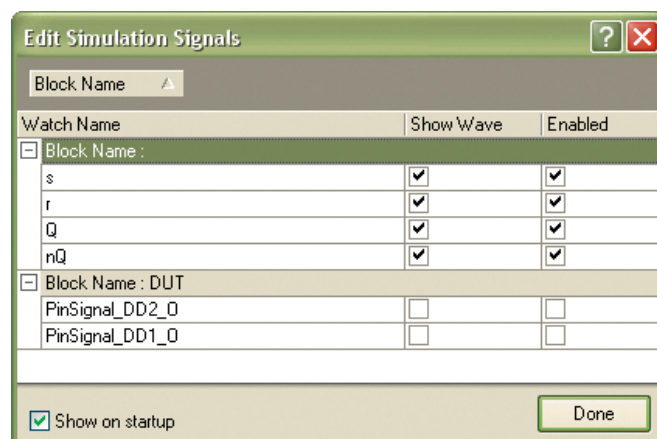 Edit Simulation Signals
Block Name
Watch Name Show Wave Enabled
Block Name :
s
r
Q
nQ
Block Name : DUT
PinSignal_DD2_O
PinSignal_DD1_O
Show on startup Done